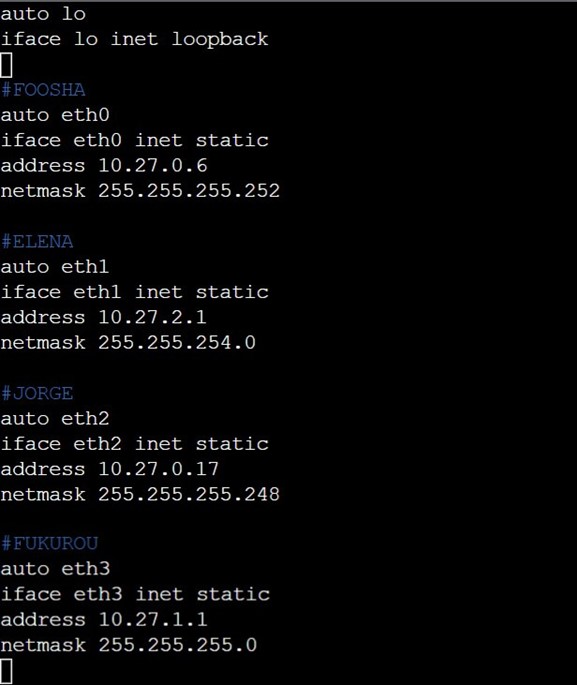 auto lo
iface lo inet loopback
#FOOSHA
auto eth0
iface eth0 inet static
address 10.27.0.6
netmask 255.255.255.252
#ELENA
auto eth1
iface eth1 inet static
address 10.27.2.1
netmask 255.255.254.0
#JORGE
auto eth2
iface eth2 inet static
address 10.27.0.17
netmask 255.255.255.248
#FUKUROU
auto eth3
iface eth3 inet static
address 10.27.1.1
netmask 255.255.255.0